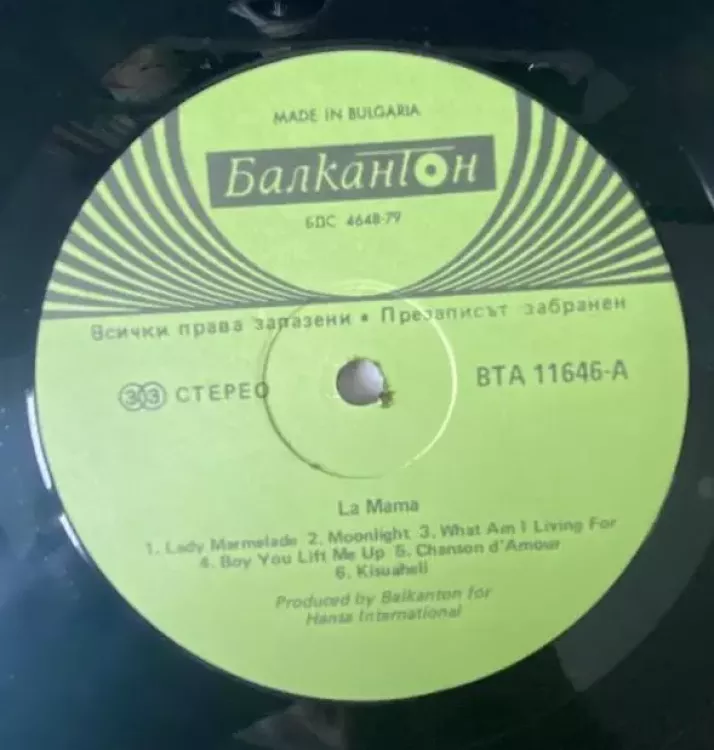 MADE IN BULGARIA
БалкантОн
БДС 4648-79
Всички права запазени • Презаписът забранен
33 СТЕРЕО
ВТА 11646-А
La Mama
1. Lady Marmelade 2. Moonlight 3. What Am I Living For
4. Boy You Lift Me Up 5. Chanson d'Amour
6. Kisuaheli
Produced by Balkanton for
Hansa International